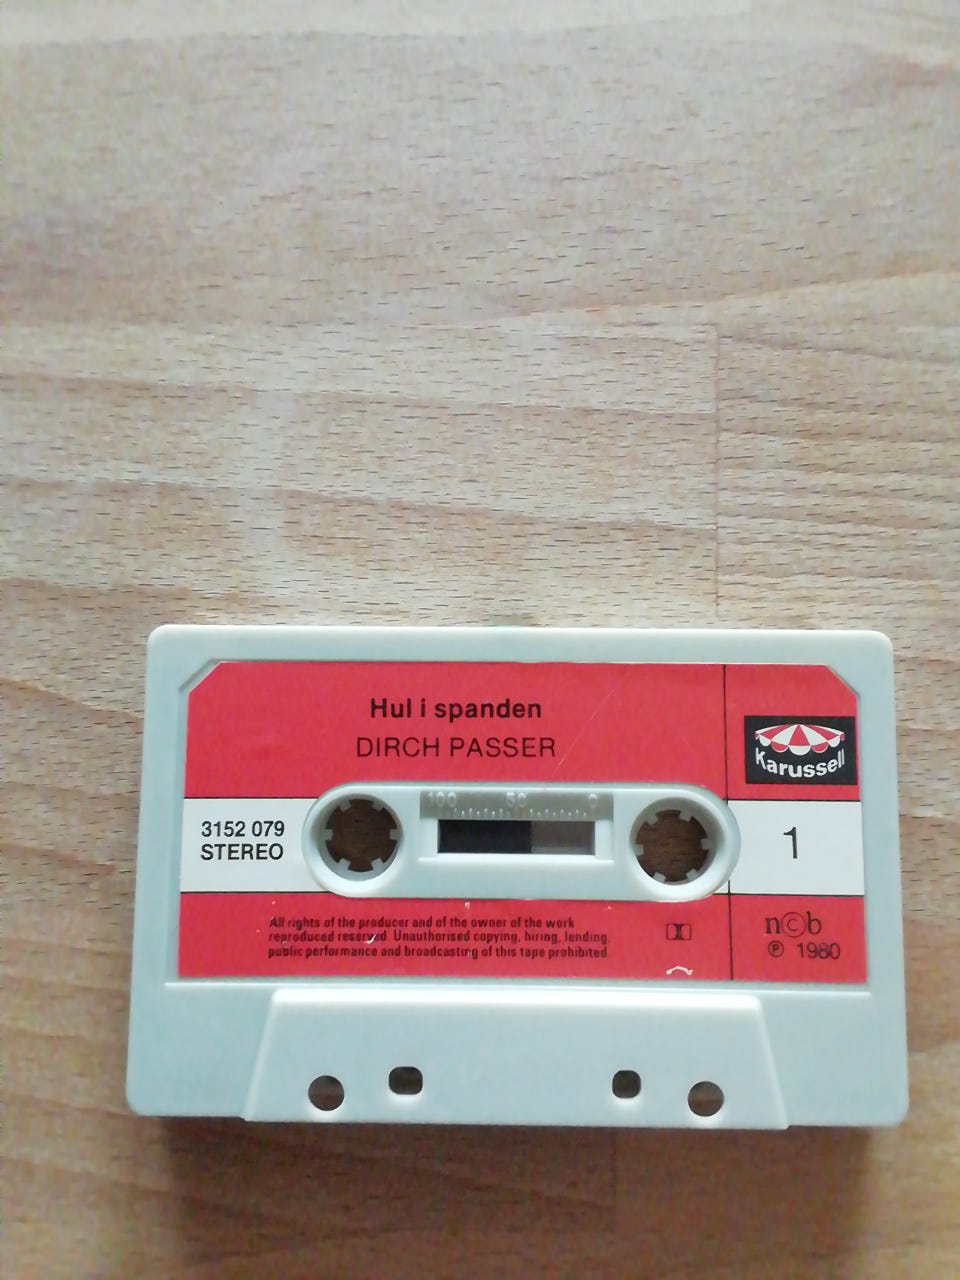 Hul i spanden
DIRCH PASSER
Karussell
100 50 0
3152 079
STEREO
1
All rights of the producer and of the owner of the work
reproduced reserved. Unauthorised copying, hiring, lending,
public performance and broadcasting of this tape prohibited.
n©b
℗ 1980